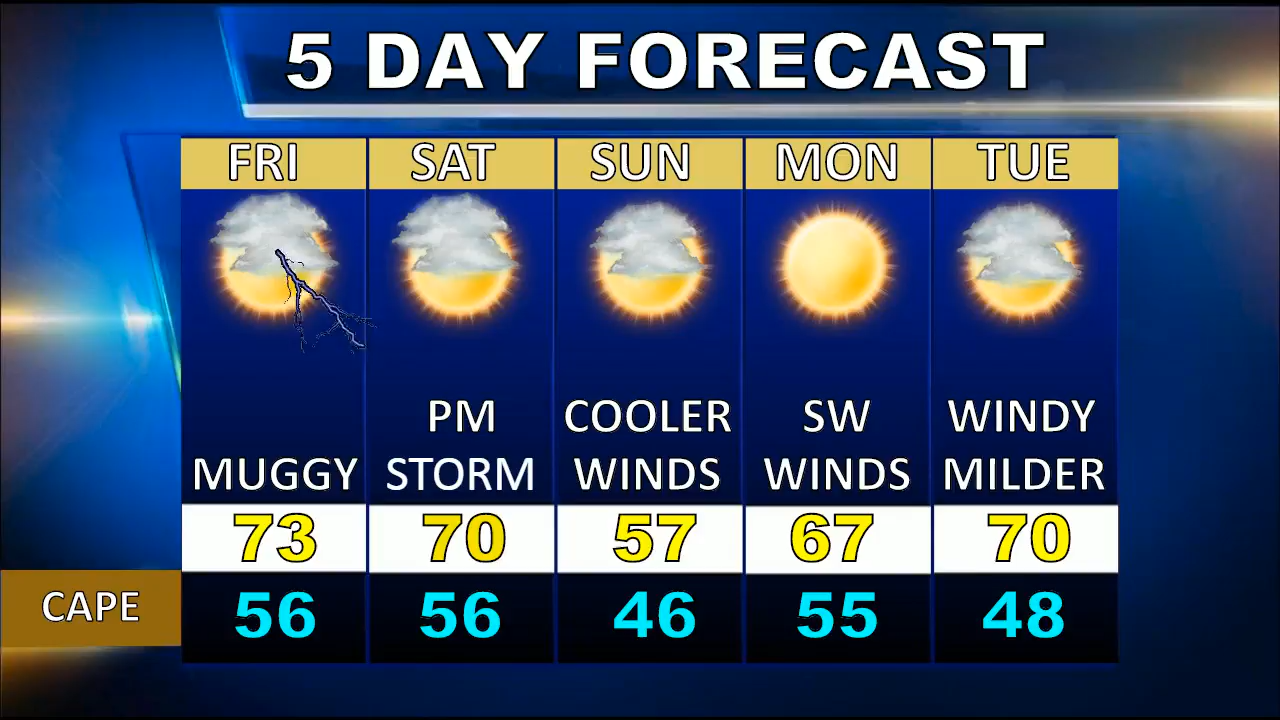 5 DAY FORECAST
FRI SAT SUN MON TUE
PM COOLER SW WINDY
MUGGY STORM WINDS WINDS MILDER
73 70 57 67 70
CAPE 56 56 46 55 48